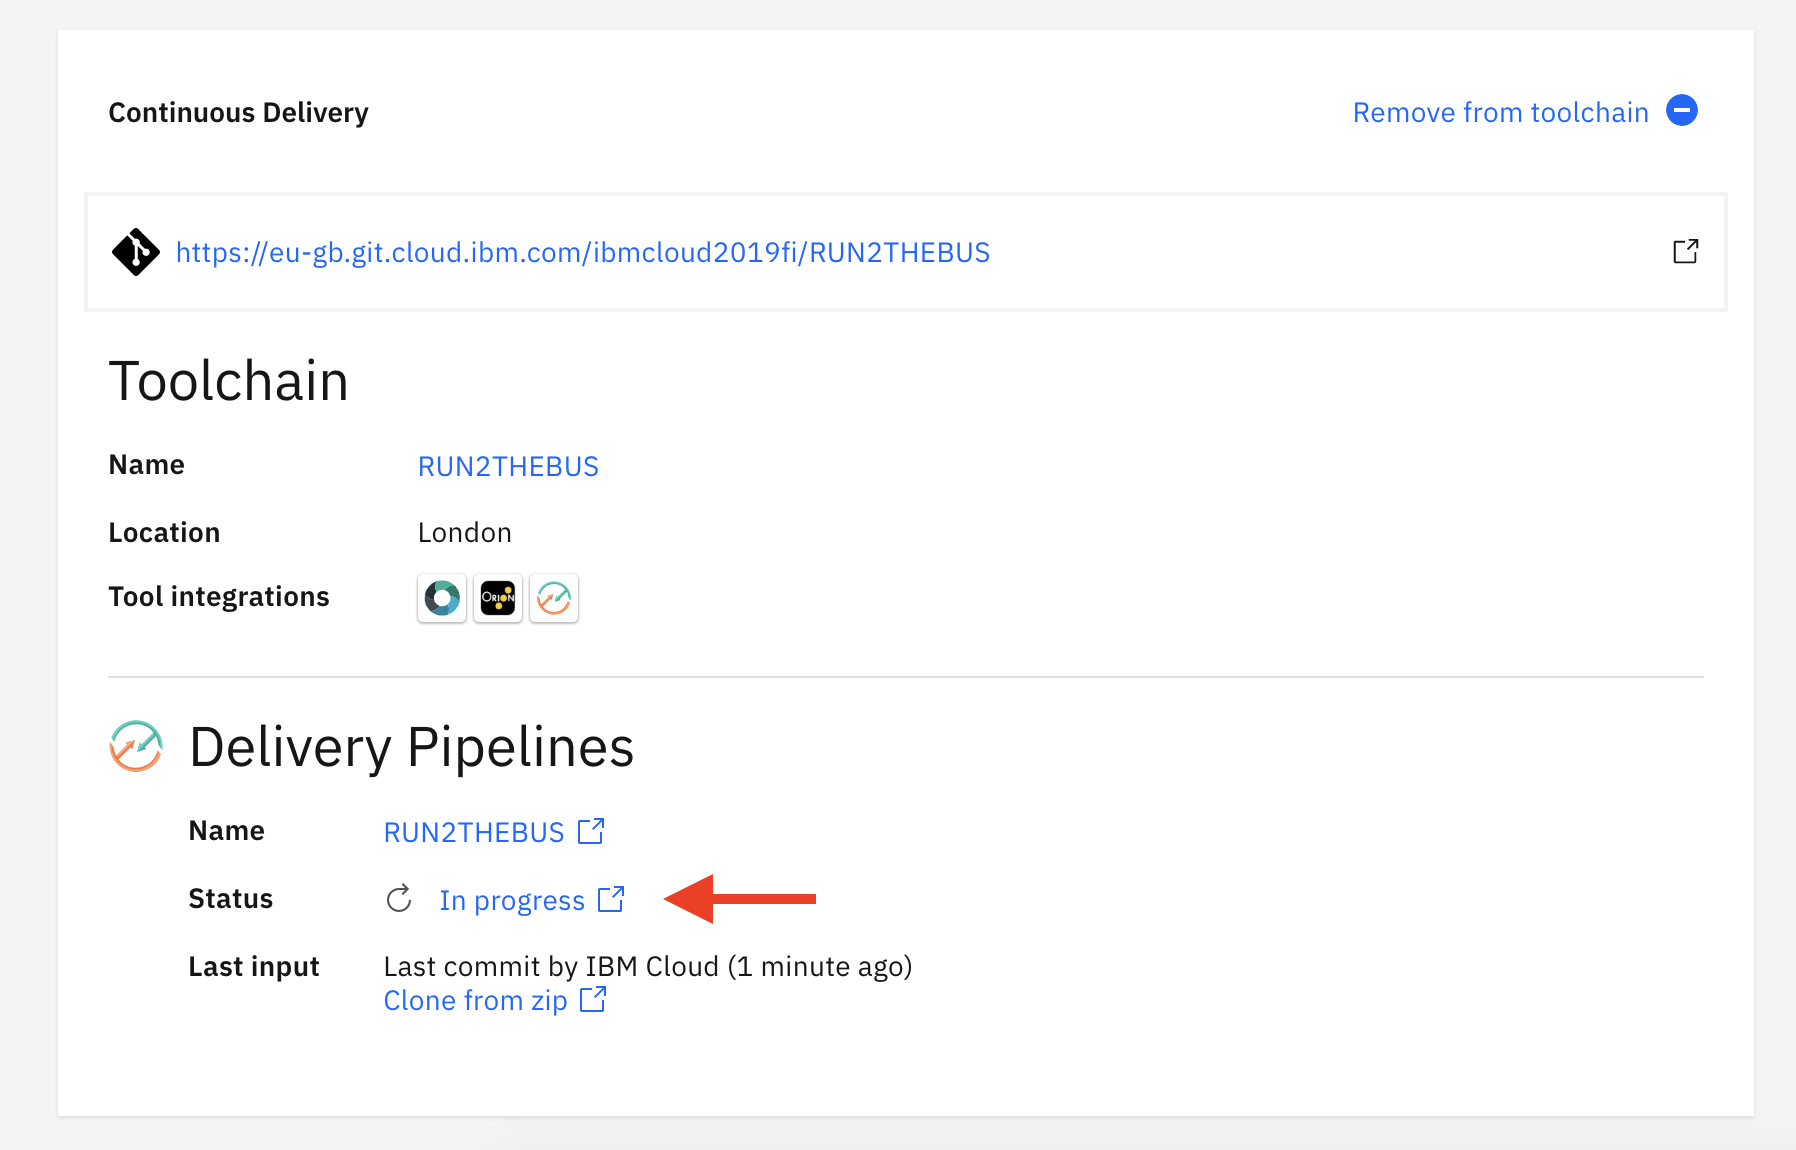 Continuous Delivery
Remove from toolchain
https://eu-gb.git.cloud.ibm.com/ibmcloud2019fi/RUN2THEBUS
Toolchain
Name RUN2THEBUS
Location London
Tool integrations ORION
Delivery Pipelines
Name RUN2THEBUS
Status In progress
Last input Last commit by IBM Cloud (1 minute ago)
Clone from zip